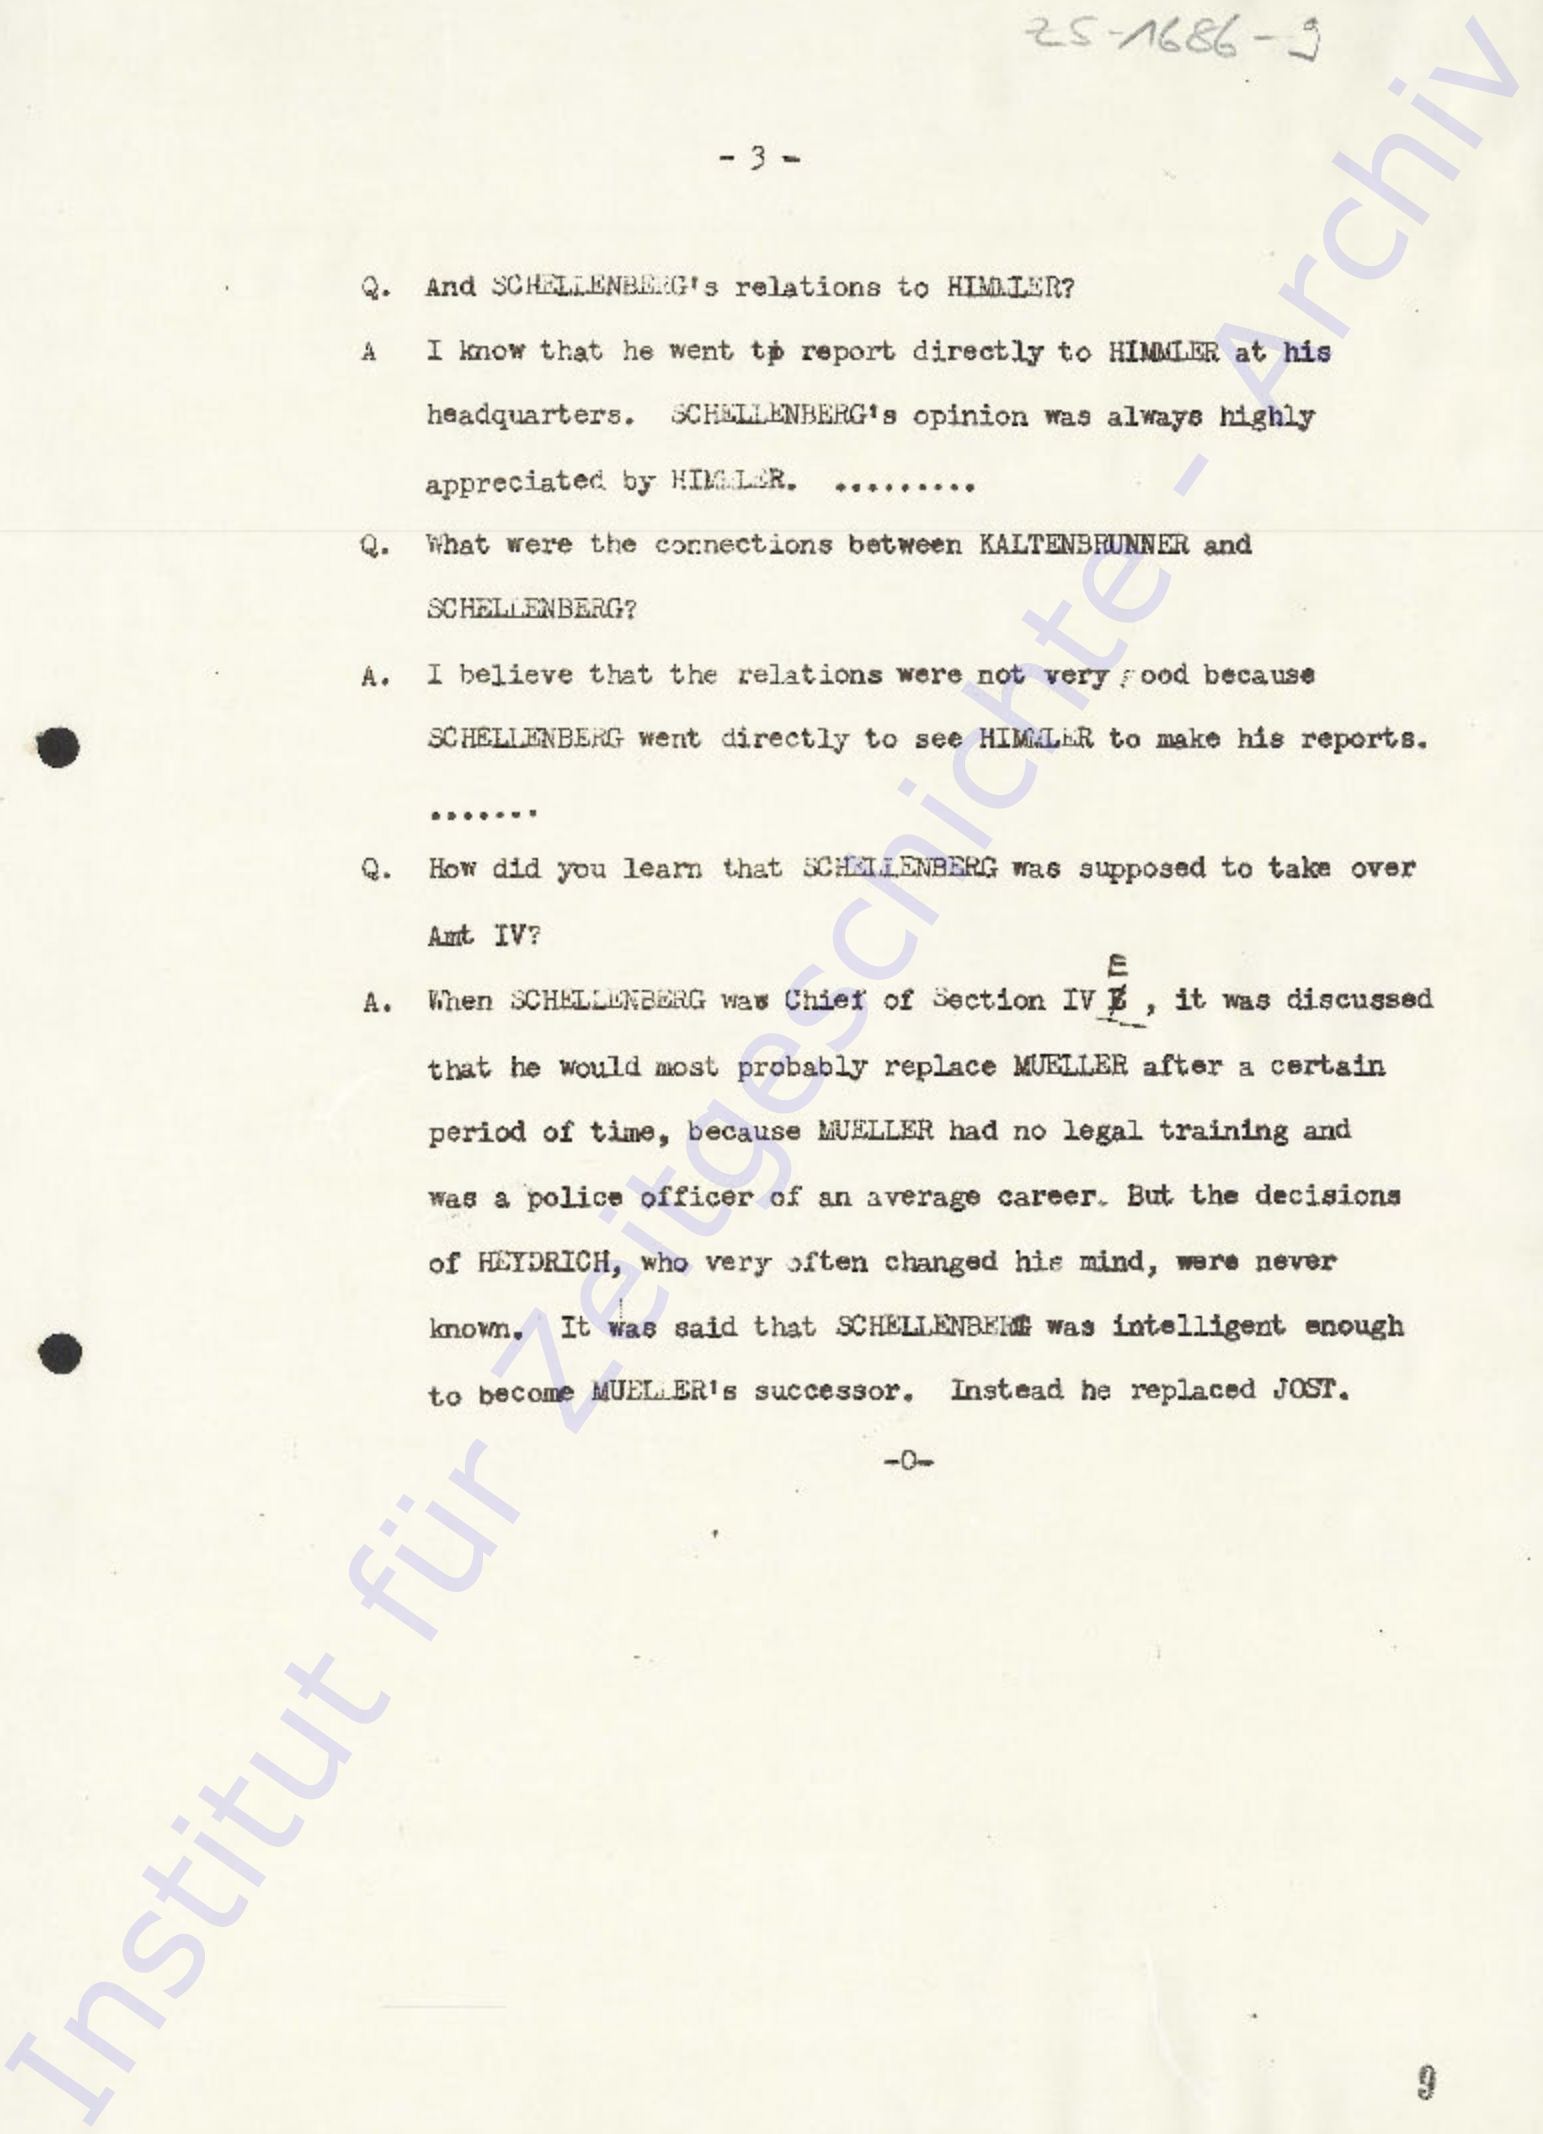 ZS-1686-9
- 3 -
Q. And SCHELLENBERG's relations to HIMMLER?
A I know that he went to report directly to HIMMLER at his
headquarters. SCHELLENBERG's opinion was always highly
appreciated by HIMMLER. .........
Q. What were the connections between KALTENBRUNNER and
SCHELLENBERG?
A. I believe that the relations were not very good because
SCHELLENBERG went directly to see HIMMLER to make his reports.
.......
Q. How did you learn that SCHELLENBERG was supposed to take over
Amt IV?
E
A. When SCHELLENBERG was Chief of Section IV , it was discussed
that he would most probably replace MUELLER after a certain
period of time, because MUELLER had no legal training and
was a police officer of an average career. But the decisions
of HEYDRICH, who very often changed his mind, were never
known. It was said that SCHELLENBERG was intelligent enough
to become MUELLER's successor. Instead he replaced JOST.
-0-
9
Institut für Zeitgeschichte - Archiv